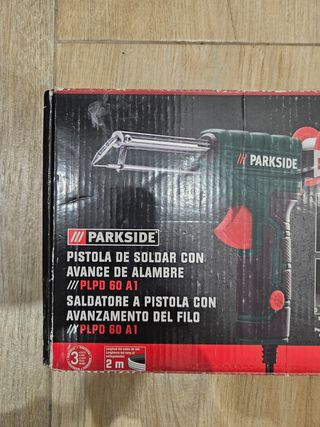 /// PARKSIDE
/// PARKSIDE®
PISTOLA DE SOLDAR CON
AVANCE DE ALAMBRE
/// PLPD 60 A1
SALDATORE A PISTOLA CON
AVANZAMENTO DEL FILO
/// PLPD 60 A1
3
2 m